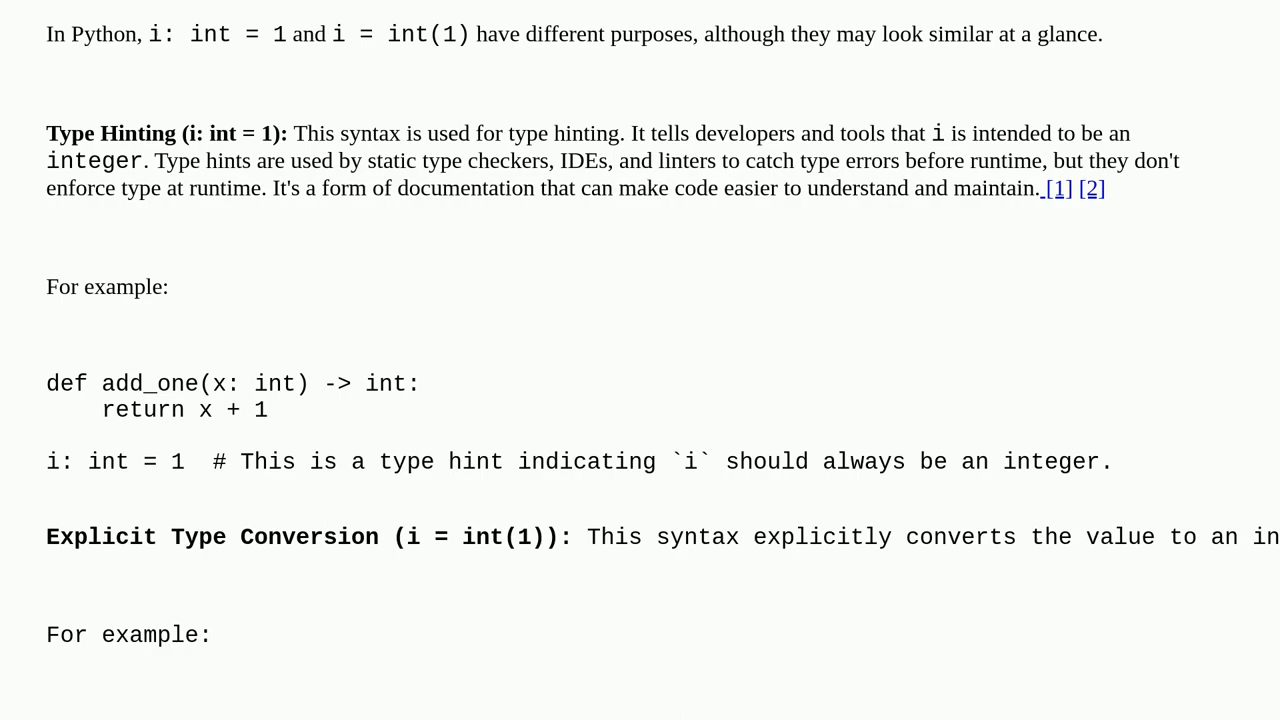 In Python, i: int = 1 and i = int(1) have different purposes, although they may look similar at a glance.
Type Hinting (i: int = 1): This syntax is used for type hinting. It tells developers and tools that i is intended to be an
integer. Type hints are used by static type checkers, IDEs, and linters to catch type errors before runtime, but they don't
enforce type at runtime. It's a form of documentation that can make code easier to understand and maintain. [1] [2]
For example:
def add_one(x: int) -> int:
    return x + 1
i: int = 1  # This is a type hint indicating `i` should always be an integer.
Explicit Type Conversion (i = int(1)): This syntax explicitly converts the value to an in
For example: